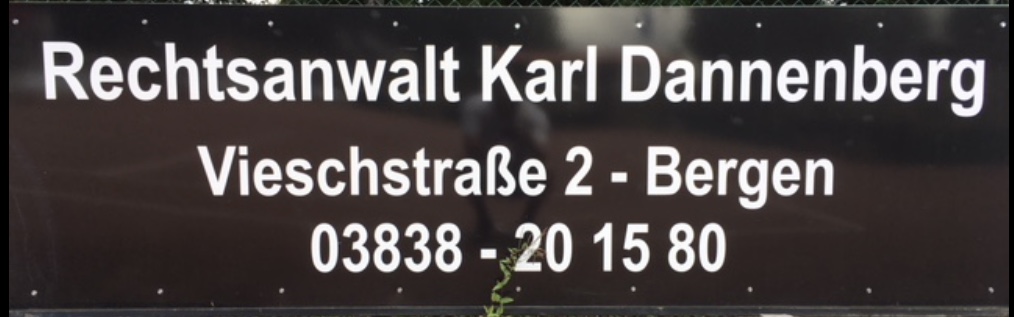 Rechtsanwalt Karl Dannenberg
Vieschstraße 2 - Bergen
03838 - 20 15 80